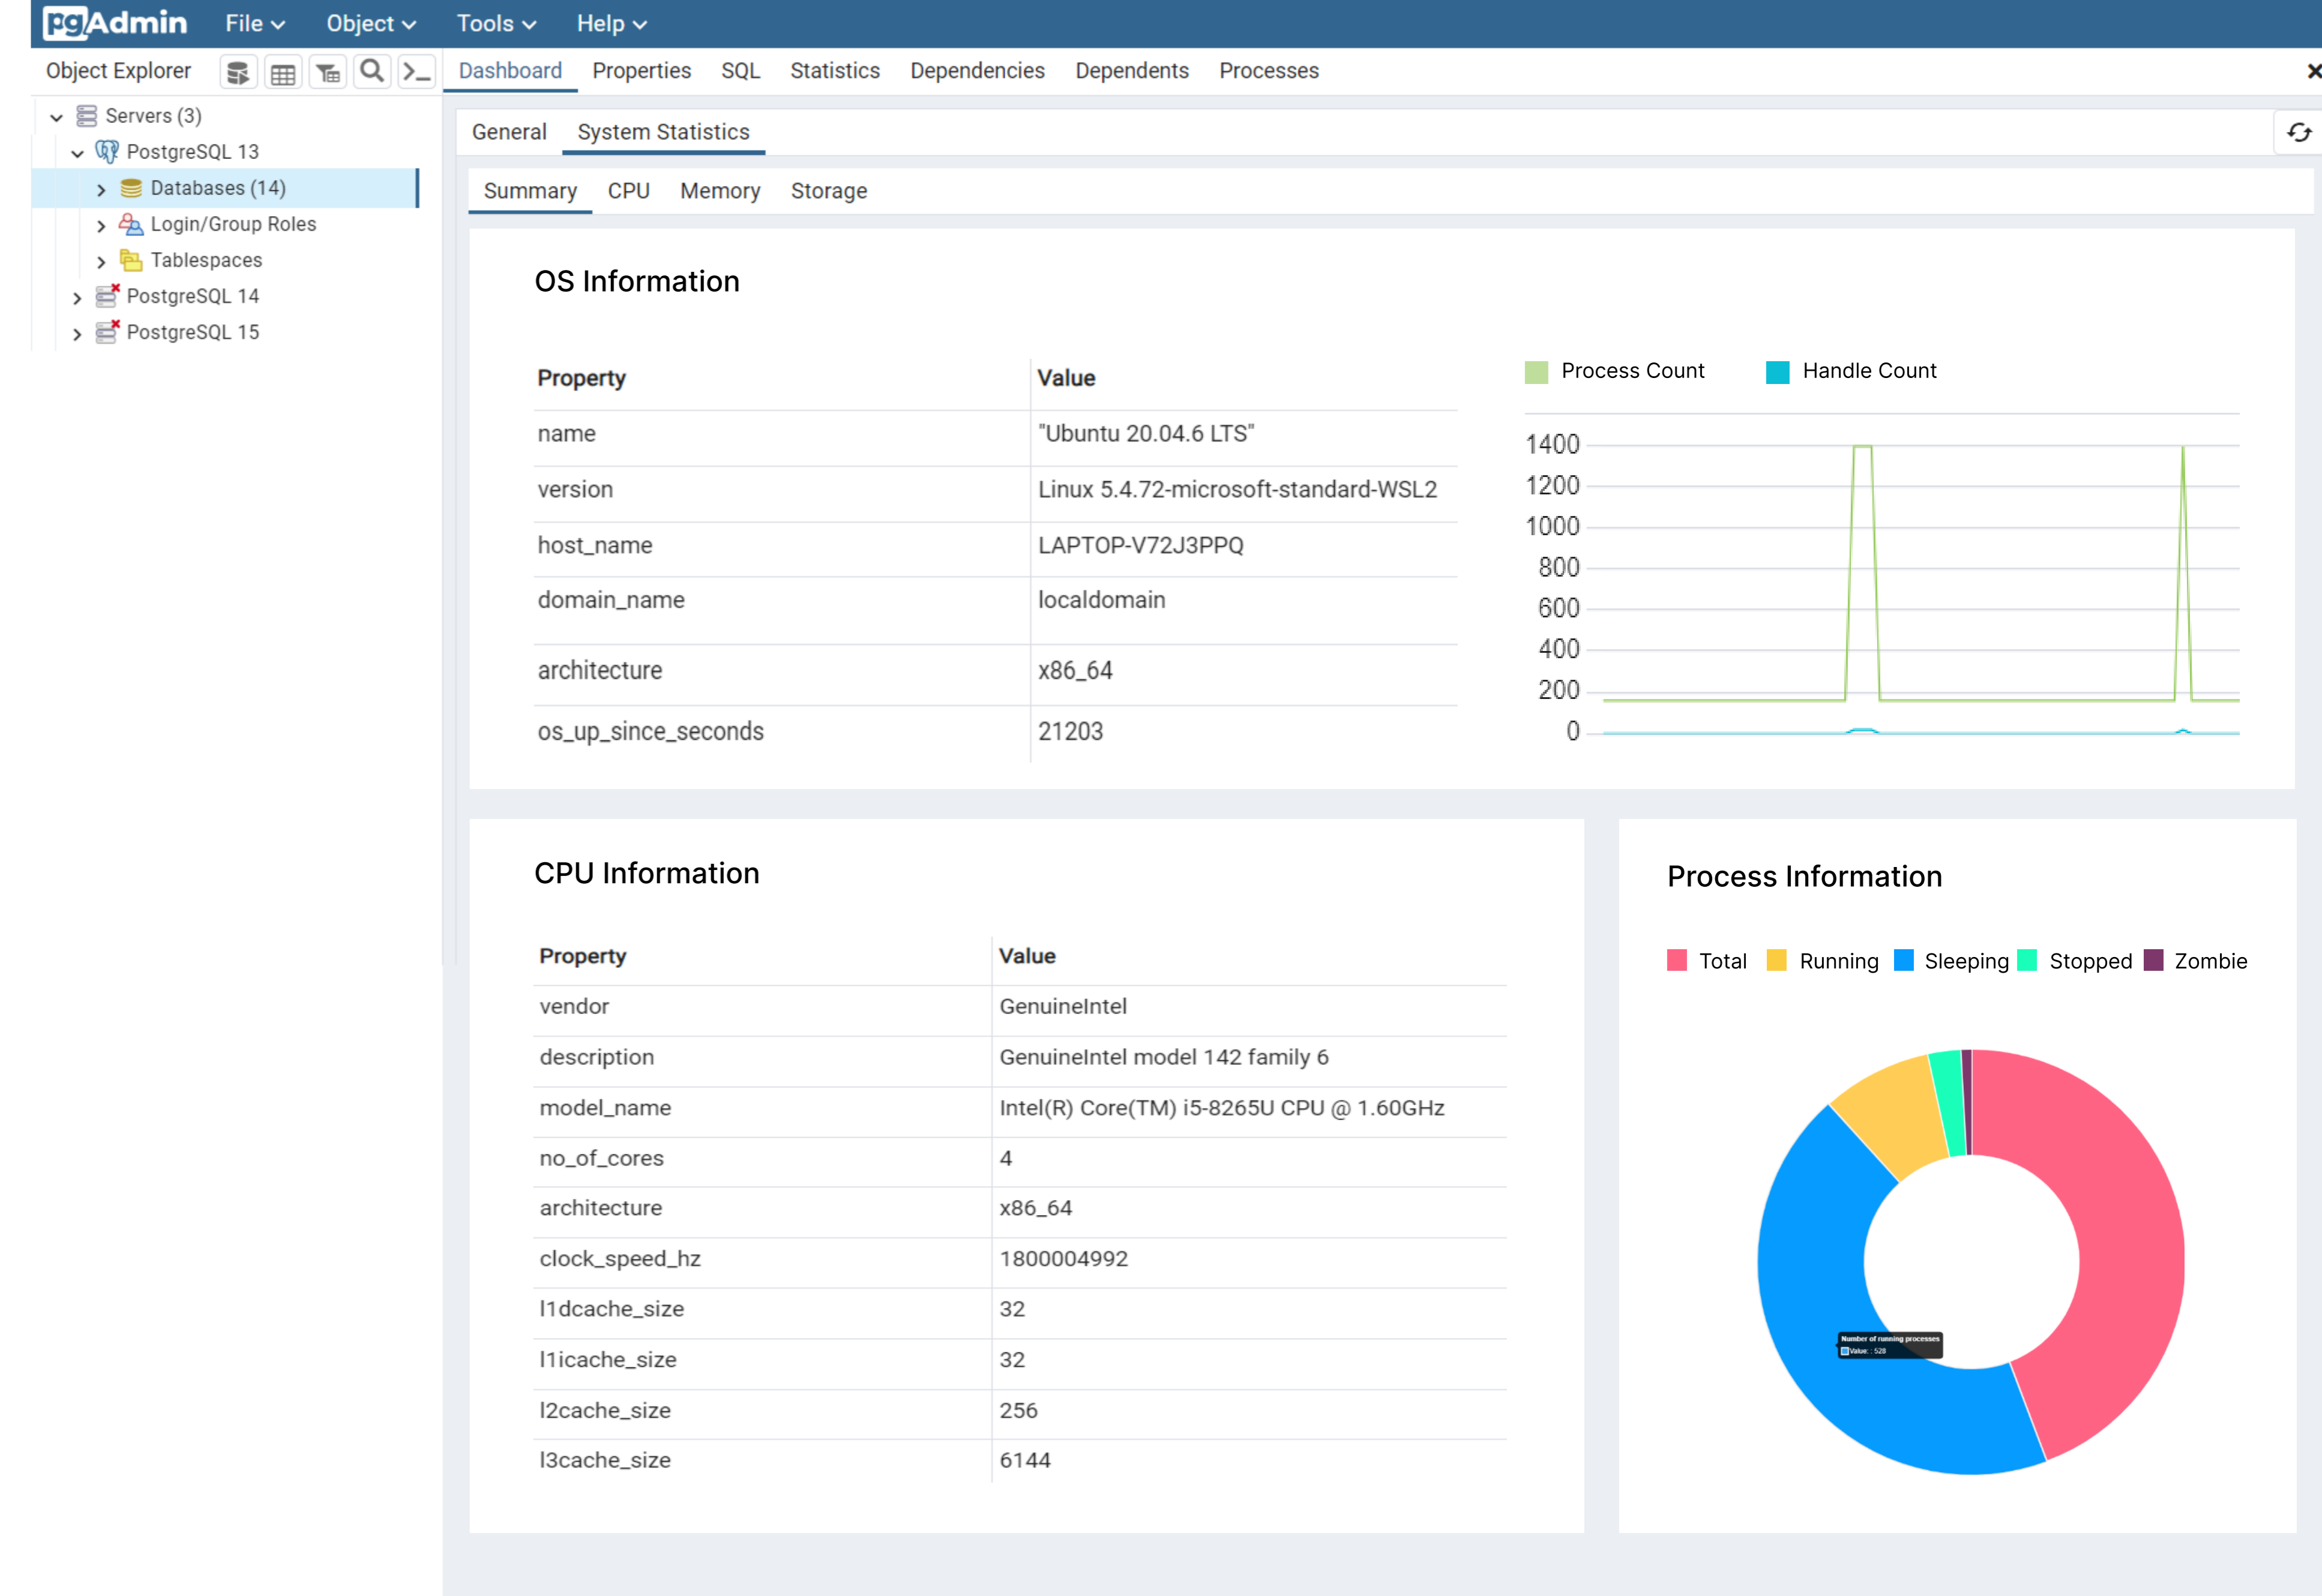 pgAdmin File Object Tools Help
Object Explorer Dashboard Properties SQL Statistics Dependencies Dependents Processes
Servers (3)
PostgreSQL 13
Databases (14)
Login/Group Roles
Tablespaces
PostgreSQL 14
PostgreSQL 15
General System Statistics
Summary CPU Memory Storage
OS Information
Property Value
name "Ubuntu 20.04.6 LTS"
version Linux 5.4.72-microsoft-standard-WSL2
host_name LAPTOP-V72J3PPQ
domain_name localdomain
architecture x86_64
os_up_since_seconds 21203
Process Count Handle Count
1400
1200
1000
800
600
400
200
0
CPU Information
Property Value
vendor GenuineIntel
description GenuineIntel model 142 family 6
model_name Intel(R) Core(TM) i5-8265U CPU @ 1.60GHz
no_of_cores 4
architecture x86_64
clock_speed_hz 1800004992
l1dcache_size 32
l1icache_size 32
l2cache_size 256
l3cache_size 6144
Process Information
Total Running Sleeping Stopped Zombie
Number of running processes
Value: : 528